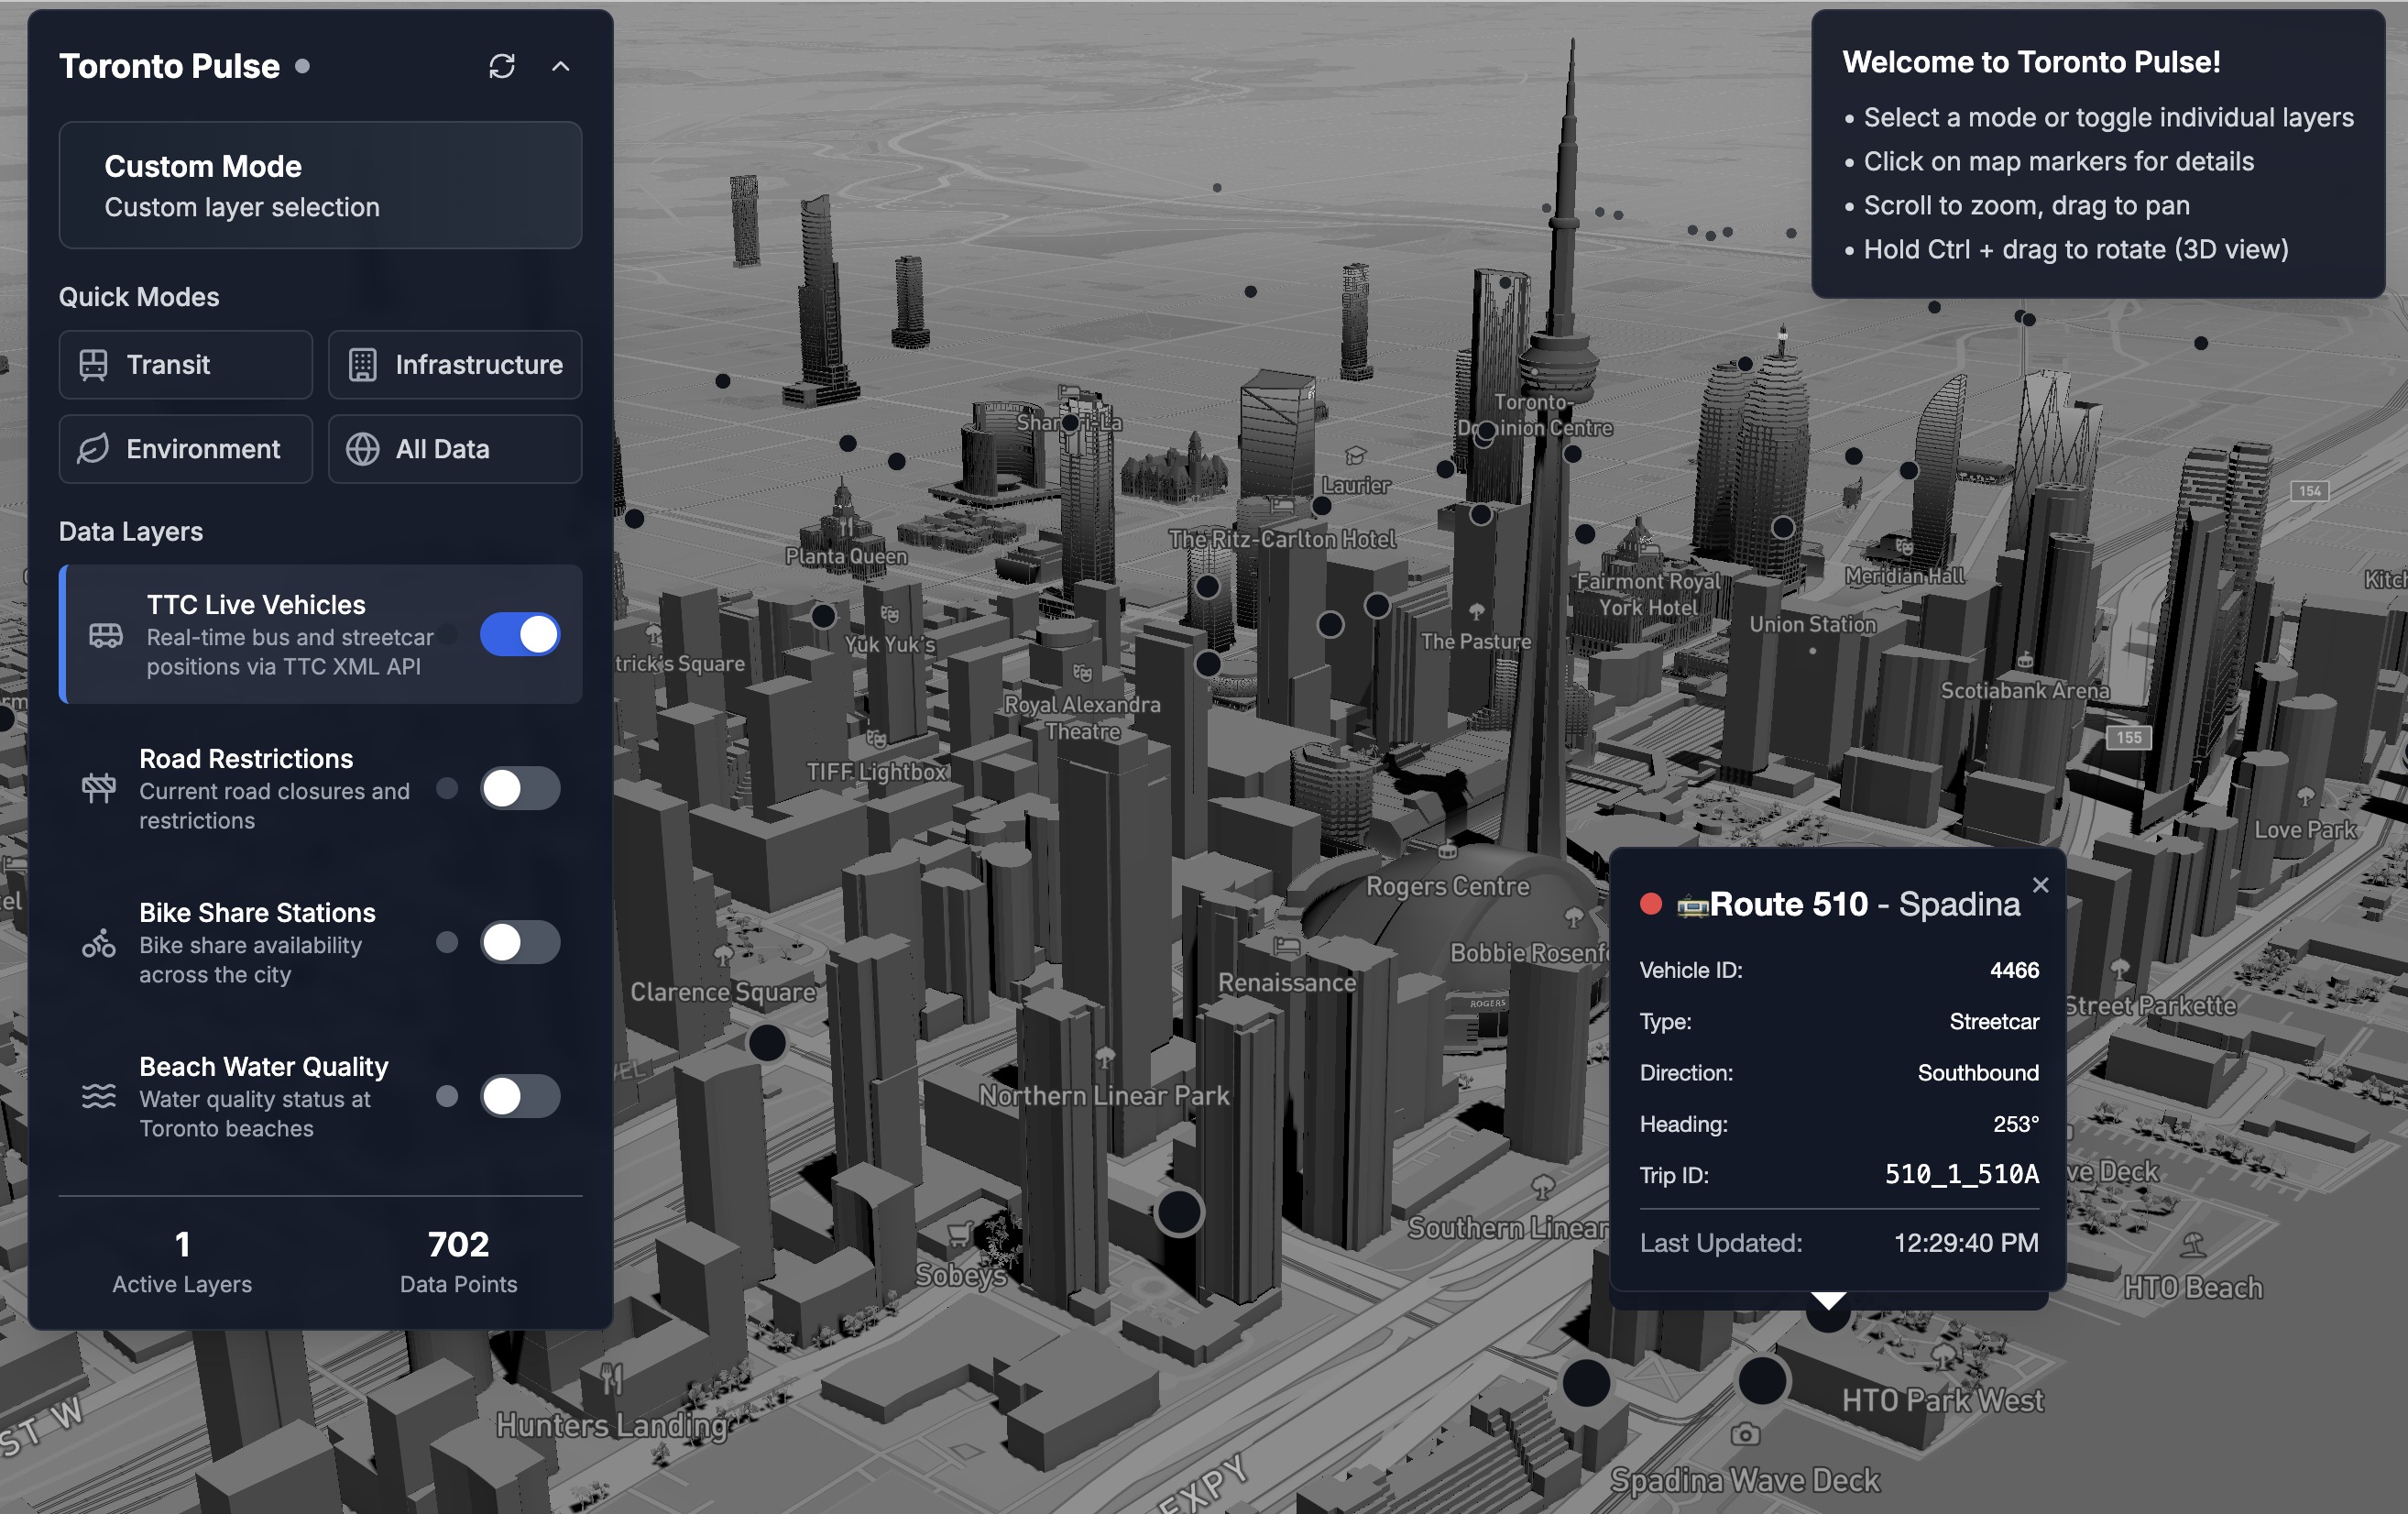 Toronto Pulse
Custom Mode
Custom layer selection
Quick Modes
Transit
Infrastructure
Environment
All Data
Data Layers
TTC Live Vehicles
Real-time bus and streetcar
positions via TTC XML API
Road Restrictions
Current road closures and
restrictions
Bike Share Stations
Bike share availability
across the city
Beach Water Quality
Water quality status at
Toronto beaches
1
Active Layers
702
Data Points
Welcome to Toronto Pulse!
• Select a mode or toggle individual layers
• Click on map markers for details
• Scroll to zoom, drag to pan
• Hold Ctrl + drag to rotate (3D view)
Toronto-
Dominion Centre
Shangri-La
Laurier
154
The Ritz-Carlton Hotel
Planta Queen
Fairmont Royal
York Hotel
Meridian Hall
Kitch
Union Station
The Pasture
Yuk Yuk's
trick's Square
Scotiabank Arena
Royal Alexandra
Theatre
155
TIFF Lightbox
Love Park
Rogers Centre
Bobbie Rosenf
Renaissance
Clarence Square
ROGERS
Street Parkette
Northern Linear Park
ve Deck
Southern Linear
Sobeys
HTO Beach
Route 510 - Spadina
Vehicle ID: 4466
Type: Streetcar
Direction: Southbound
Heading: 253°
Trip ID: 510_1_510A
Last Updated: 12:29:40 PM
HTO Park West
Hunters Landing
ST W
EXPY
Spadina Wave Deck